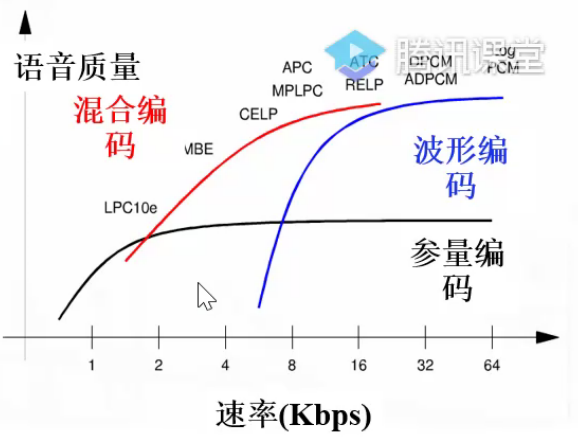 腾讯课堂
语音质量
混合编
码
APC
MPLPC
ATC
RELP
DPCM
ADPCM
Log
PCM
CELP
MBE
LPC10e
波形编
码
参量编
码
1 2 4 8 16 32 64
速率(Kbps)